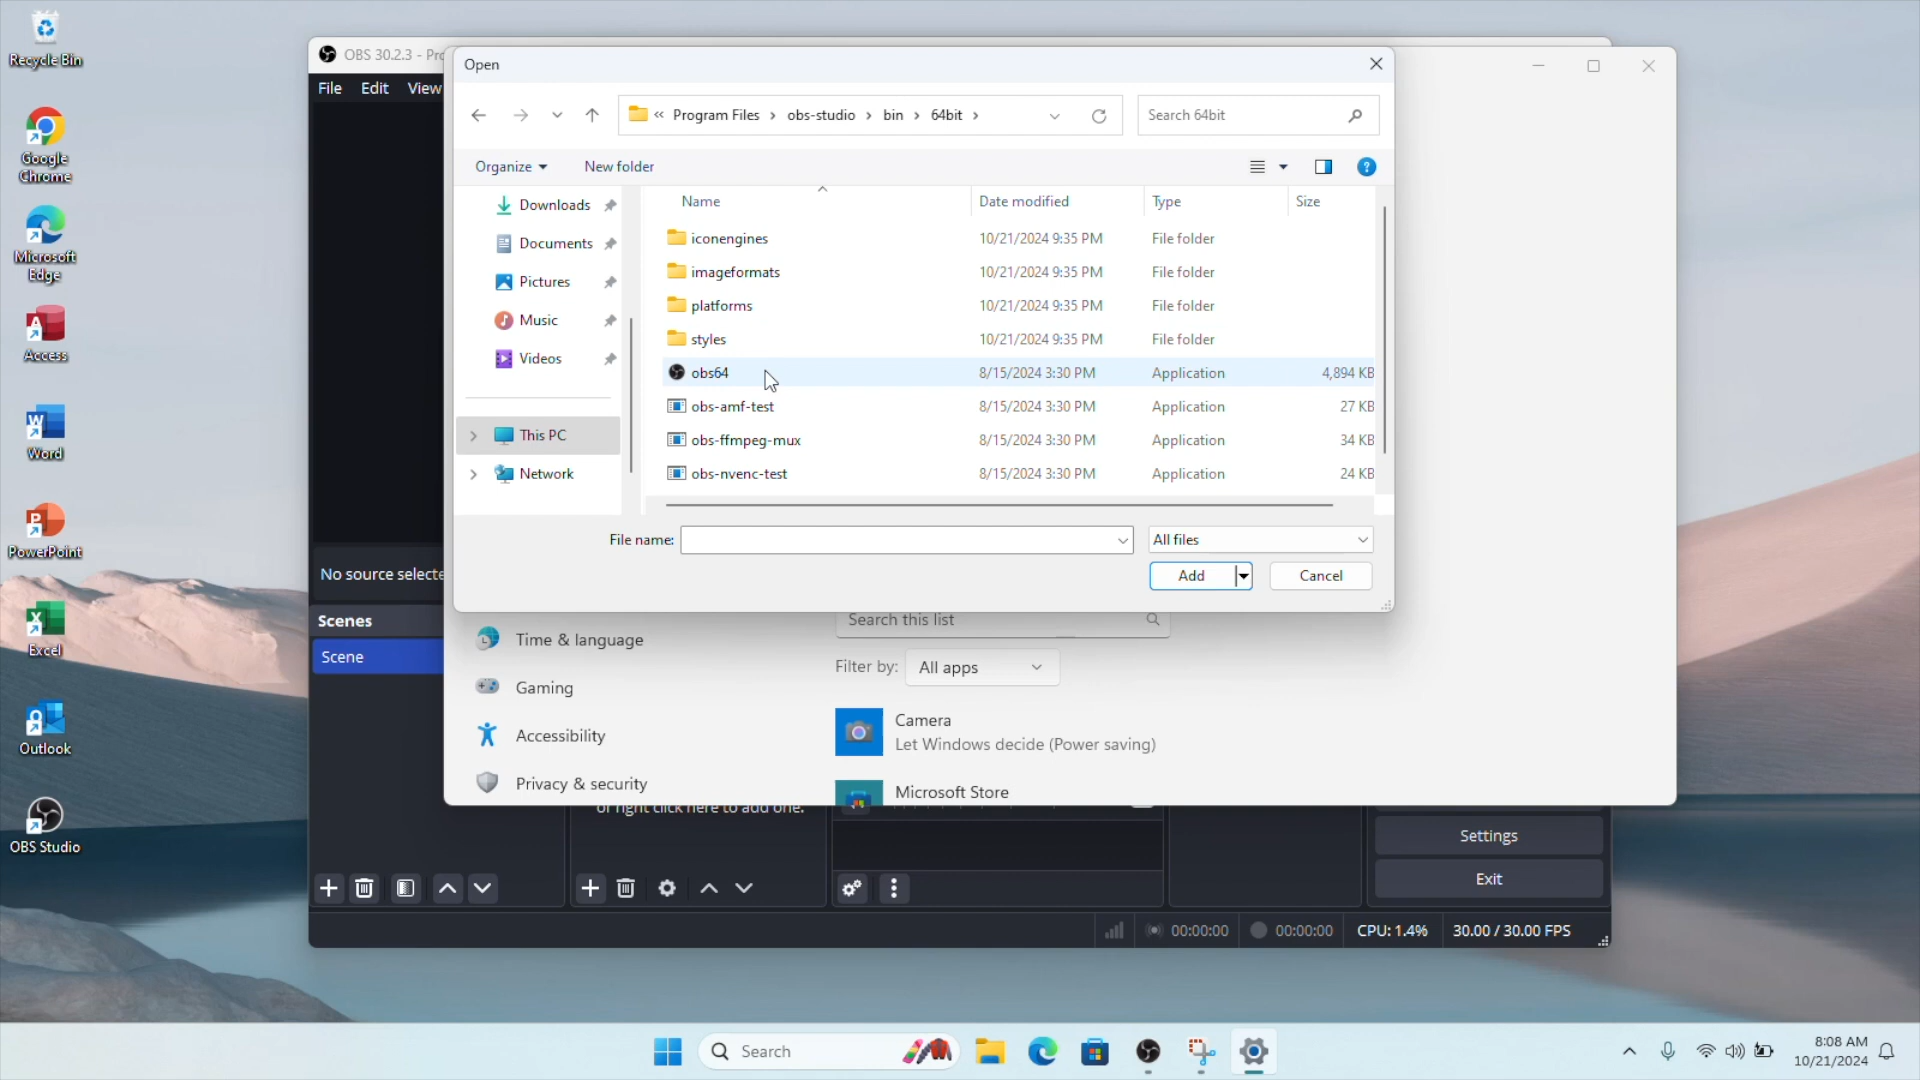 Recycle Bin
Google
Chrome
Microsoft
Edge
Access
Word
PowerPoint
Excel
Outlook
OBS Studio
OBS 30.2.3 - Pro
File Edit View
No source selecte
Scenes
Scene
Open
« Program Files › obs-studio › bin › 64bit ›
Search 64bit
Organize
New folder
Downloads
Documents
Pictures
Music
Videos
This PC
Network
Name Date modified Type Size
iconengines 10/21/2024 9:35 PM File folder
imageformats 10/21/2024 9:35 PM File folder
platforms 10/21/2024 9:35 PM File folder
styles 10/21/2024 9:35 PM File folder
obs64 8/15/2024 3:30 PM Application 4,894 KB
obs-amf-test 8/15/2024 3:30 PM Application 27 KB
obs-ffmpeg-mux 8/15/2024 3:30 PM Application 34 KB
obs-nvenc-test 8/15/2024 3:30 PM Application 24 KB
File name:
All files
Add
Cancel
Time & language
Gaming
Accessibility
Privacy & security
Search this list
Filter by: All apps
Camera
Let Windows decide (Power saving)
Microsoft Store
or right click here to add one.
Settings
Exit
00:00:00 00:00:00 CPU: 1.4% 30.00 / 30.00 FPS
Search
8:08 AM
10/21/2024